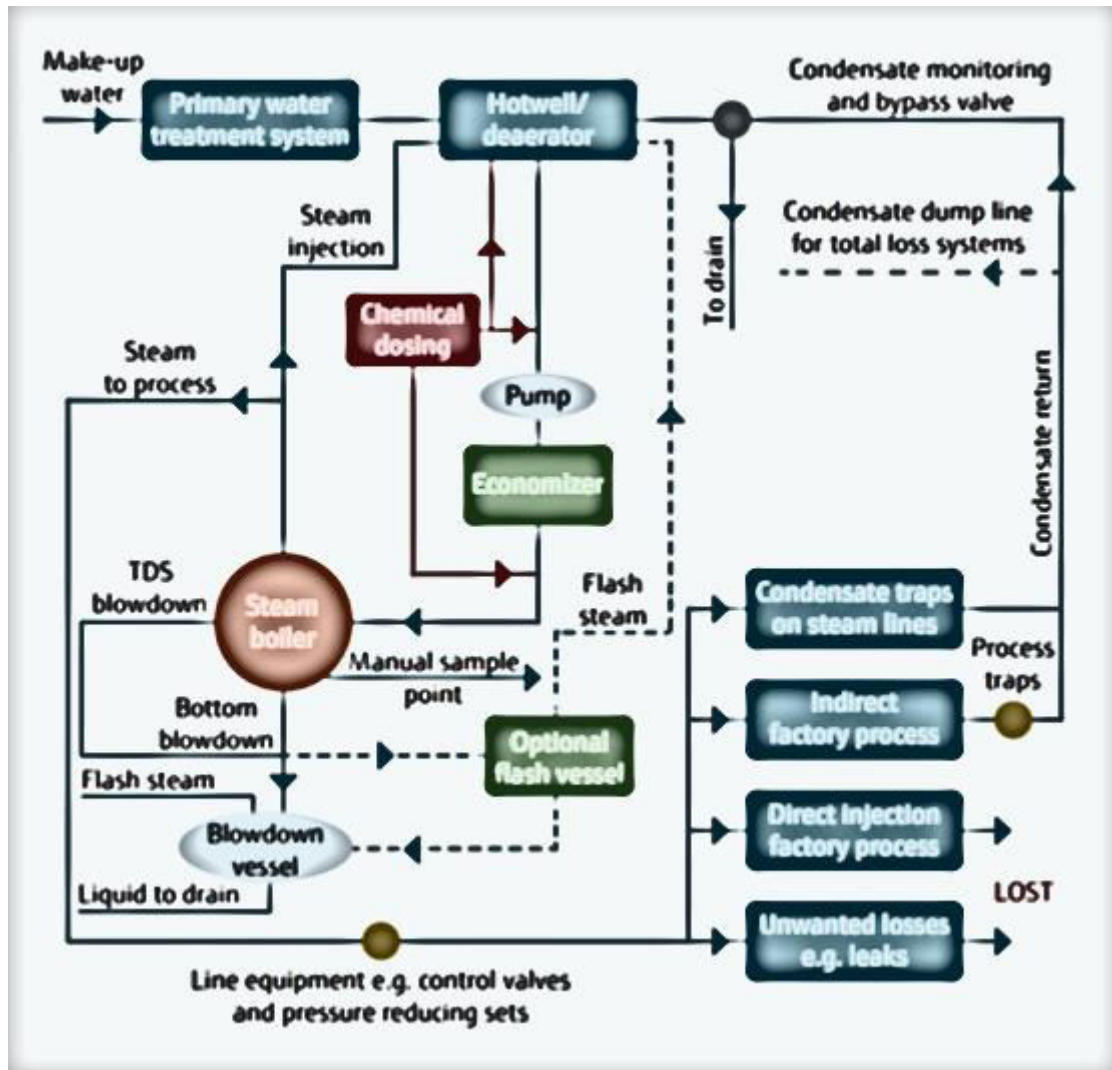 Make-up
water
Primary water
treatment system
Hotwell/
deaerator
Condensate monitoring
and bypass valve
Steam
injection
Condensate dump line
for total loss systems
To drain
Chemical
dosing
Steam
to process
Pump
Condensate return
Economizer
TDS
blowdown
Steam
boiler
Flash
steam
Condensate traps
on steam lines
Manual sample
point
Process
traps
Bottom
blowdown
Indirect
factory process
Optional
flash vessel
Flash steam
Blowdown
vessel
Direct injection
factory process
Liquid to drain
LOST
Unwanted losses
e.g. leaks
Line equipment e.g. control valves
and pressure reducing sets